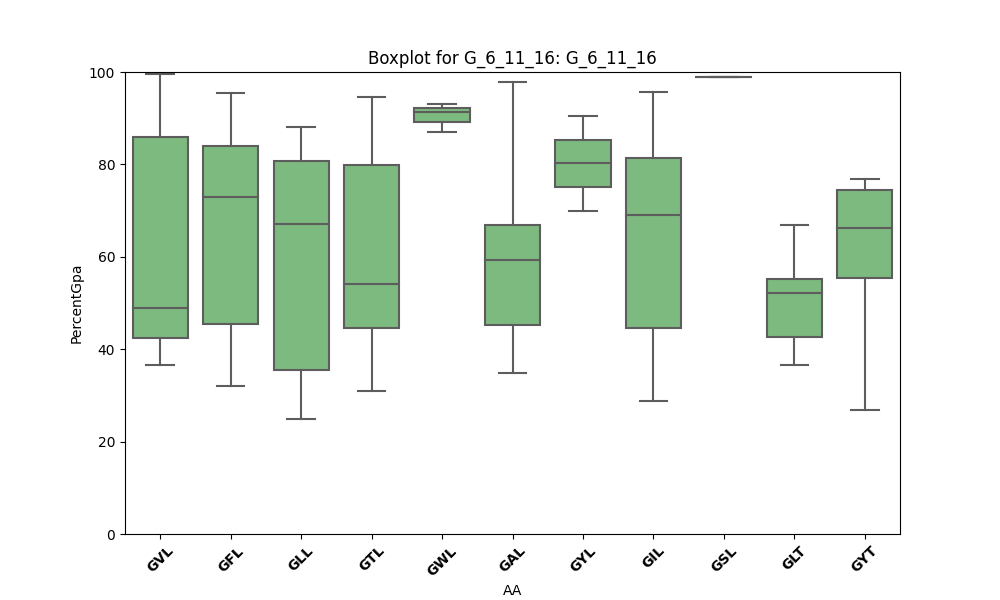 Boxplot for G_6_11_16: G_6_11_16
100
80
60
40
20
0
PercentGpa
GVL GFL GLL GTL GWL GAL GYL GIL GSL GLT GYT
AA